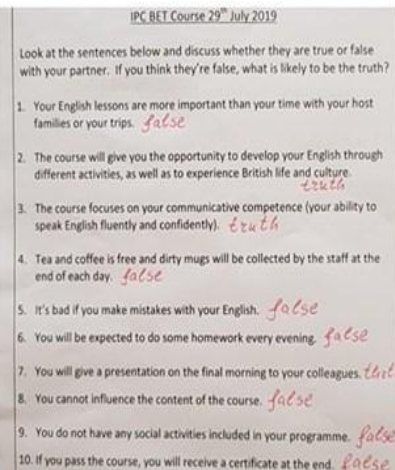 IPC BET Course 29th July 2019
Look at the sentences below and discuss whether they are true or false
with your partner. If you think they're false, what is likely to be the truth?
1. Your English lessons are more important than your time with your host
families or your trips. false
2. The course will give you the opportunity to develop your English through
different activities, as well as to experience British life and culture.
truth
3. The course focuses on your communicative competence (your ability to
speak English fluently and confidently). truth
4. Tea and coffee is free and dirty mugs will be collected by the staff at the
end of each day. false
5. It's bad if you make mistakes with your English. false
6. You will be expected to do some homework every evening. false
7. You will give a presentation on the final morning to your colleagues.
8. You cannot influence the content of the course. false
9. You do not have any social activities included in your programme. false
10. If you pass the course, you will receive a certificate at the end. false